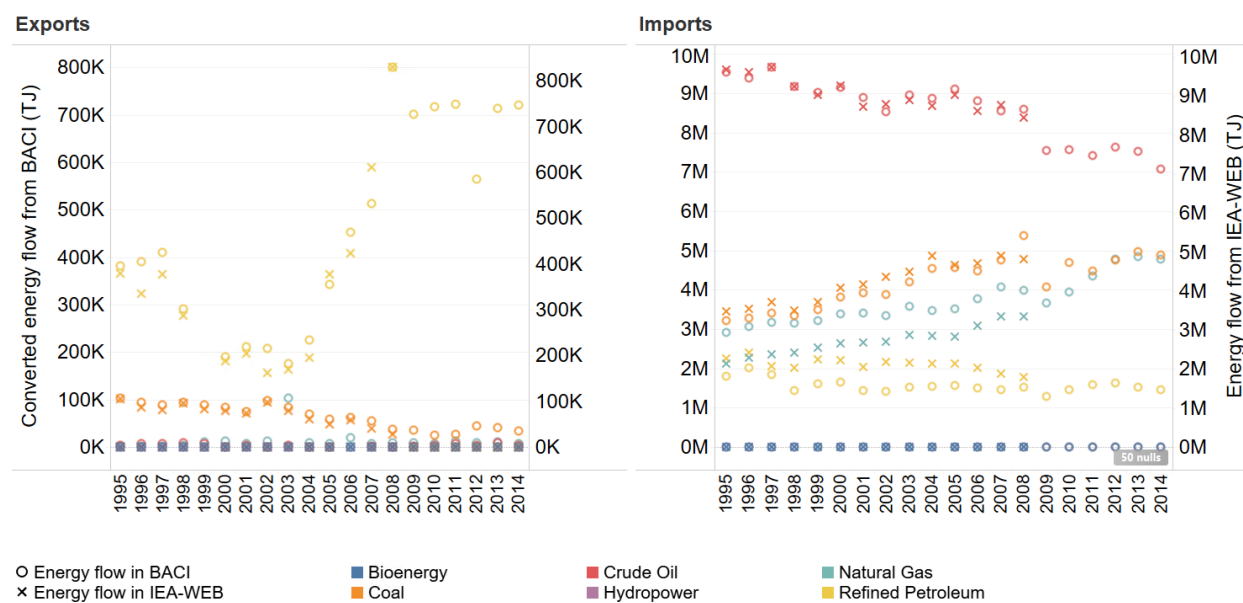 Exports
Imports
Converted energy flow from BACI (TJ)
800K
700K
600K
500K
400K
300K
200K
100K
0K
800K
700K
600K
500K
400K
300K
200K
100K
0K
10M
9M
8M
7M
6M
5M
4M
3M
2M
1M
0M
10M
9M
8M
7M
6M
5M
4M
3M
2M
1M
0M
Energy flow from IEA-WEB (TJ)
50 nulls
1995 1996 1997 1998 1999 2000 2001 2002 2003 2004 2005 2006 2007 2008 2009 2010 2011 2012 2013 2014
1995 1996 1997 1998 1999 2000 2001 2002 2003 2004 2005 2006 2007 2008 2009 2010 2011 2012 2013 2014
Energy flow in BACI
Bioenergy
Crude Oil
Natural Gas
Energy flow in IEA-WEB
Coal
Hydropower
Refined Petroleum